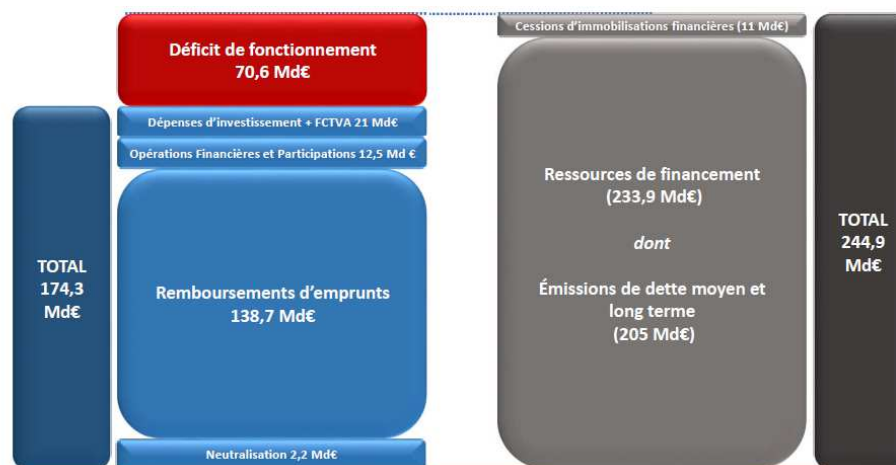 Déficit de fonctionnement
70,6 Md€
Dépenses d’investissement + FCTVA 21 Md€
Opérations Financières et Participations 12,5 Md €
TOTAL
174,3
Md€
Remboursements d’emprunts
138,7 Md€
Neutralisation 2,2 Md€
Cessions d’immobilisations financières (11 Md€)
Ressources de financement
(233,9 Md€)
dont
Émissions de dette moyen et
long terme
(205 Md€)
TOTAL
244,9
Md€